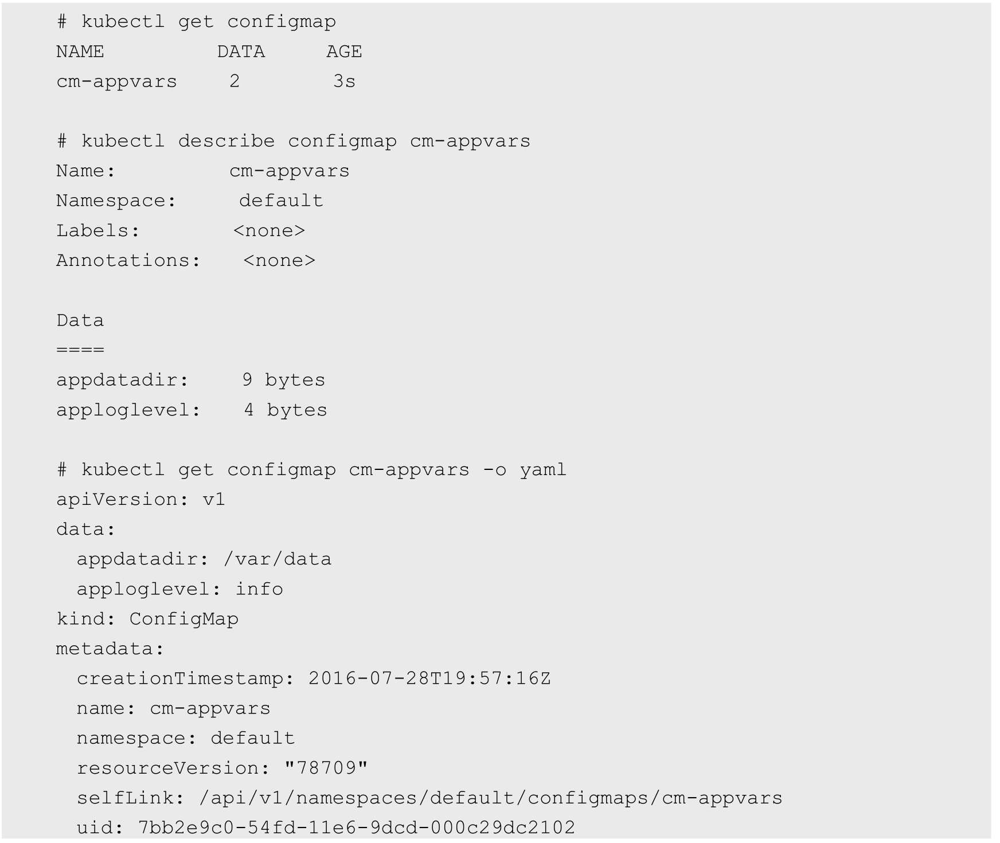 # kubectl get configmap
NAME DATA AGE
cm-appvars 2 3s
# kubectl describe configmap cm-appvars
Name: cm-appvars
Namespace: default
Labels: <none>
Annotations: <none>
Data
====
appdatadir: 9 bytes
apploglevel: 4 bytes
# kubectl get configmap cm-appvars -o yaml
apiVersion: v1
data:
  appdatadir: /var/data
  apploglevel: info
kind: ConfigMap
metadata:
  creationTimestamp: 2016-07-28T19:57:16Z
  name: cm-appvars
  namespace: default
  resourceVersion: "78709"
  selfLink: /api/v1/namespaces/default/configmaps/cm-appvars
  uid: 7bb2e9c0-54fd-11e6-9dcd-000c29dc2102